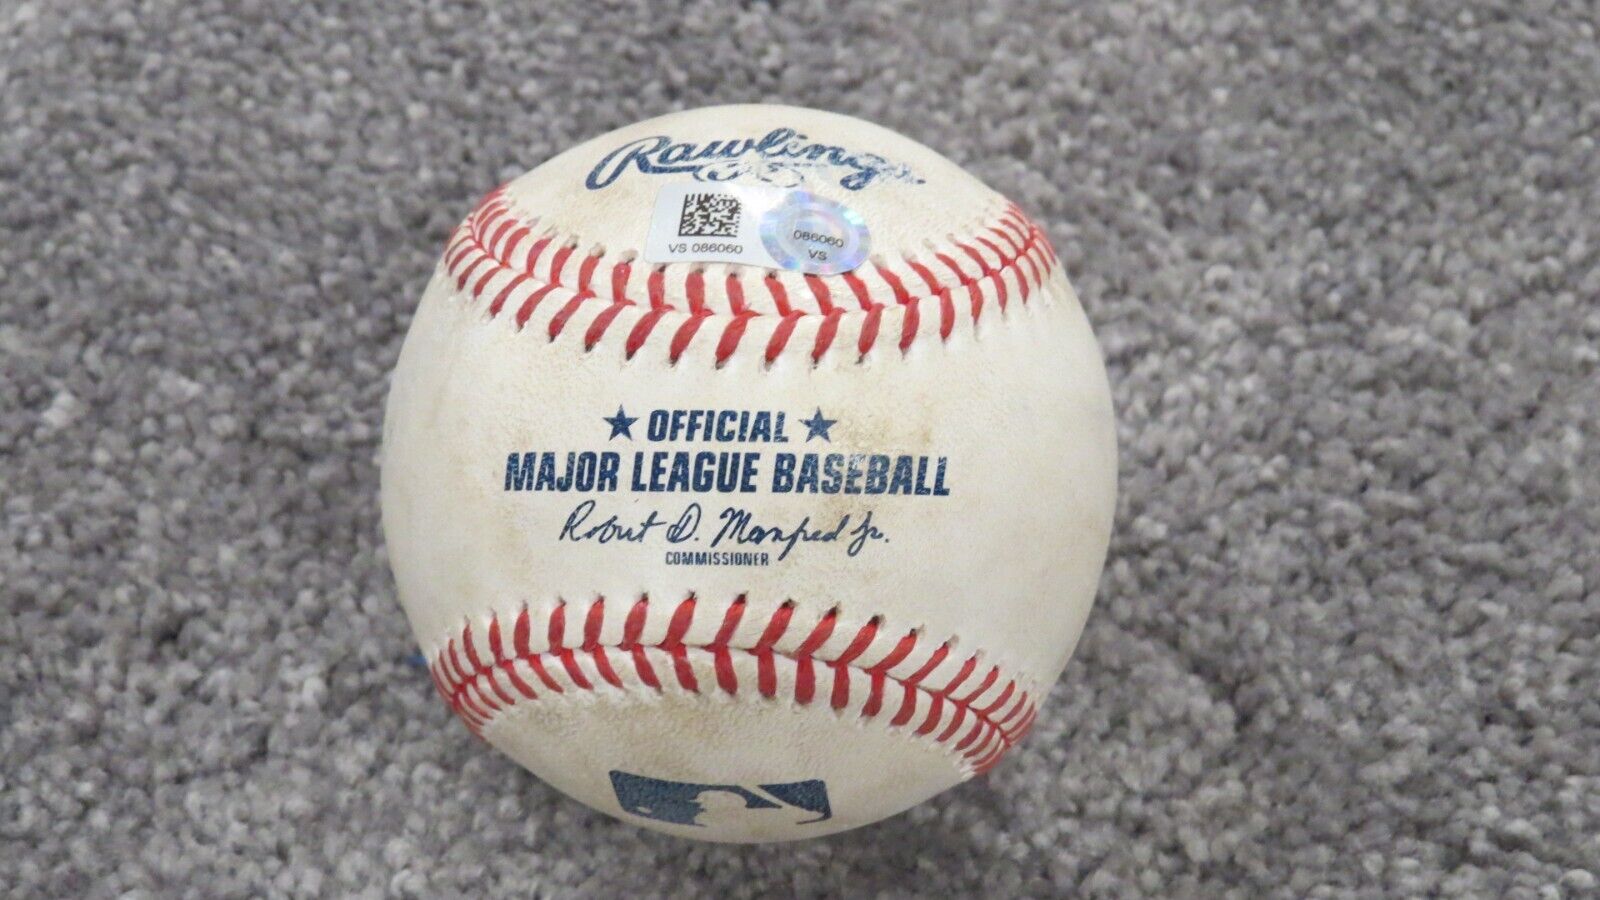 Rawlings
VS 086060
086060
VS
OFFICIAL
MAJOR LEAGUE BASEBALL
Robert D. Manfred Jr.
COMMISSIONER